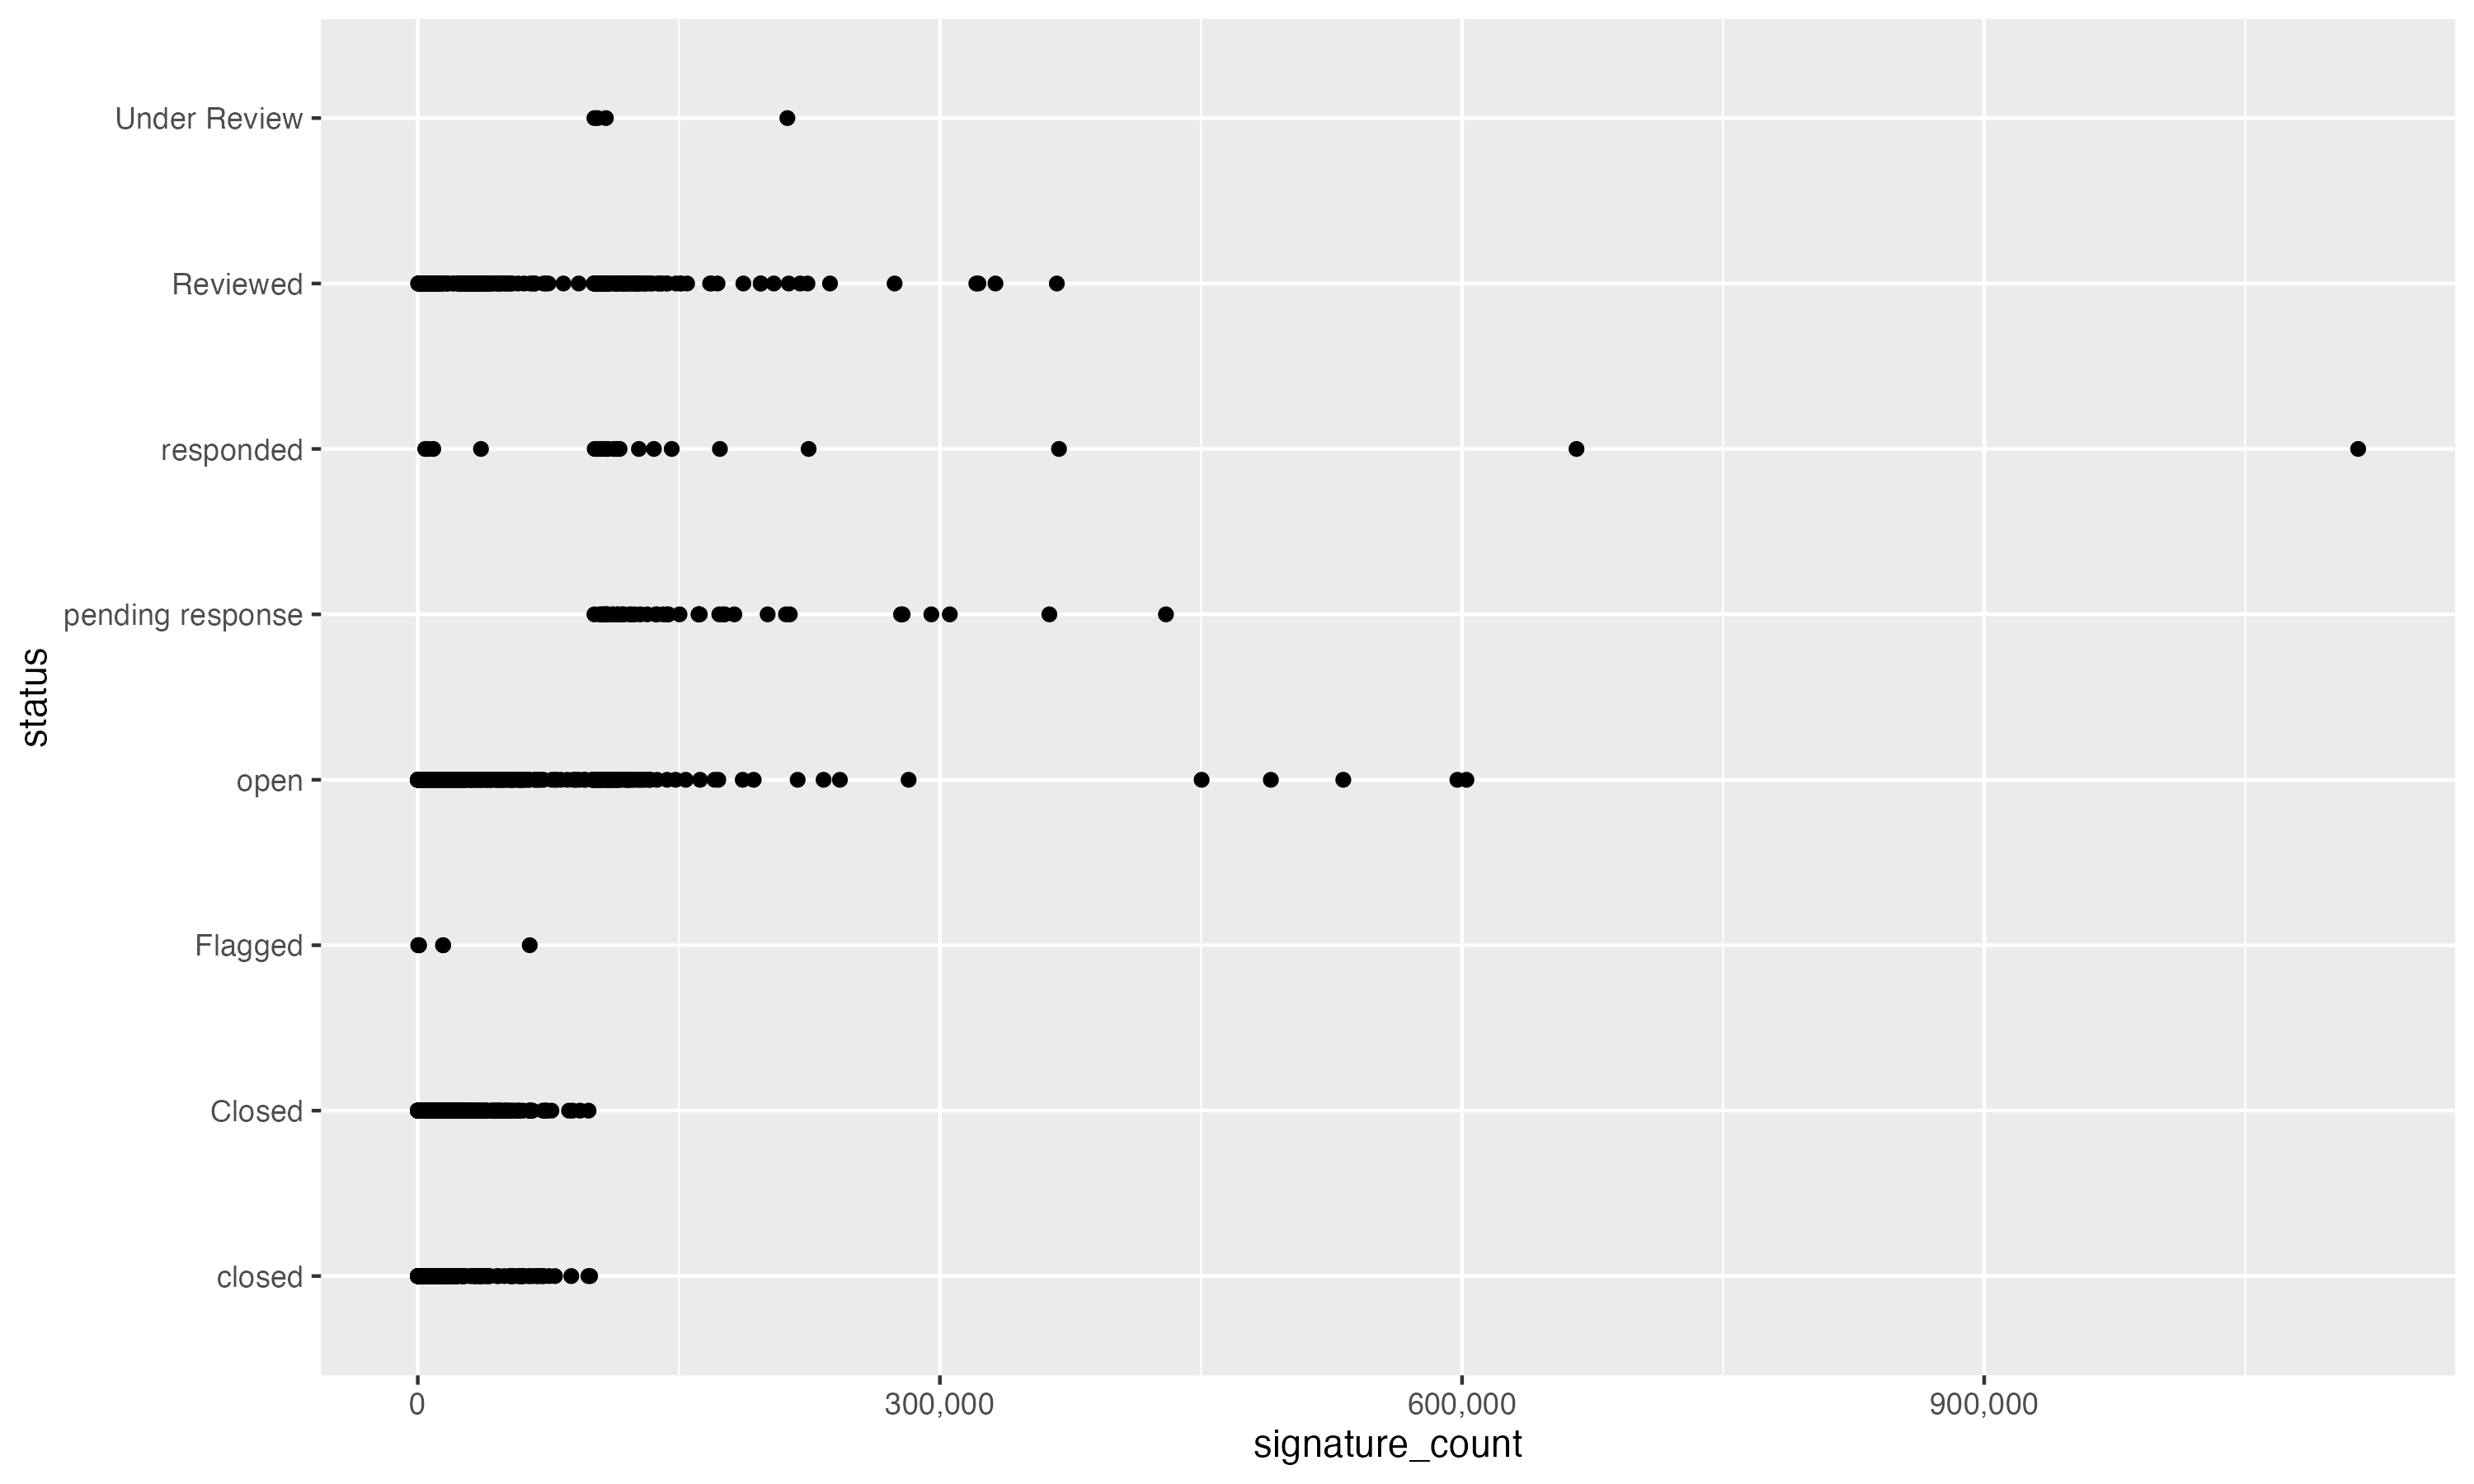 Under Review
Reviewed
responded
pending response
open
Flagged
Closed
closed
status
0 300,000 600,000 900,000
signature_count